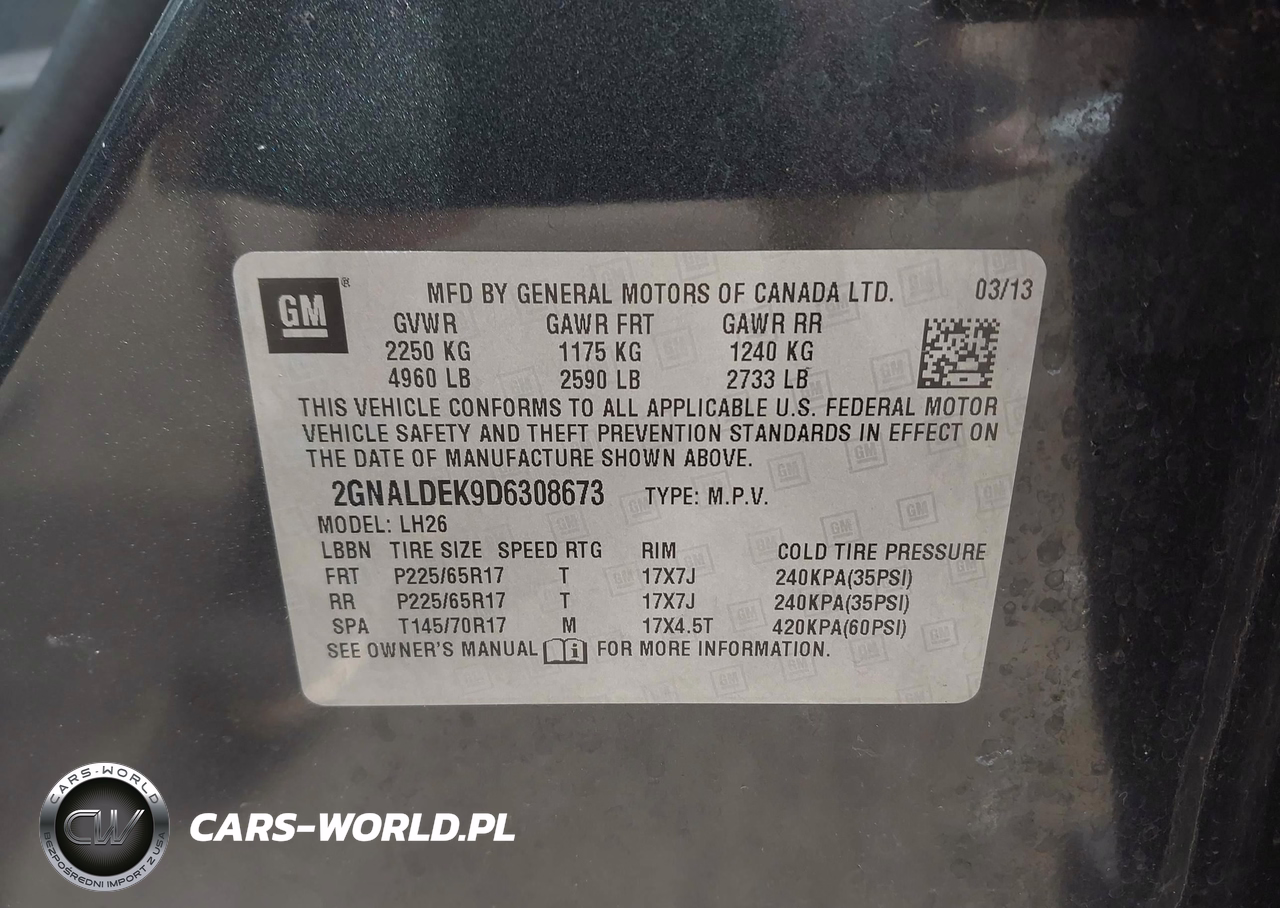 GM ®
MFD BY GENERAL MOTORS OF CANADA LTD. 03/13
GVWR GAWR FRT GAWR RR
2250 KG 1175 KG 1240 KG
4960 LB 2590 LB 2733 LB
THIS VEHICLE CONFORMS TO ALL APPLICABLE U.S. FEDERAL MOTOR
VEHICLE SAFETY AND THEFT PREVENTION STANDARDS IN EFFECT ON
THE DATE OF MANUFACTURE SHOWN ABOVE.
2GNALDEK9D6308673 TYPE: M.P.V.
MODEL: LH26
LBBN TIRE SIZE SPEED RTG RIM COLD TIRE PRESSURE
FRT P225/65R17 T 17X7J 240KPA(35PSI)
RR P225/65R17 T 17X7J 240KPA(35PSI)
SPA T145/70R17 M 17X4.5T 420KPA(60PSI)
SEE OWNER'S MANUAL FOR MORE INFORMATION.
CARS-WORLD
CW
BEZPOŚREDNI IMPORT Z USA
CARS-WORLD.PL